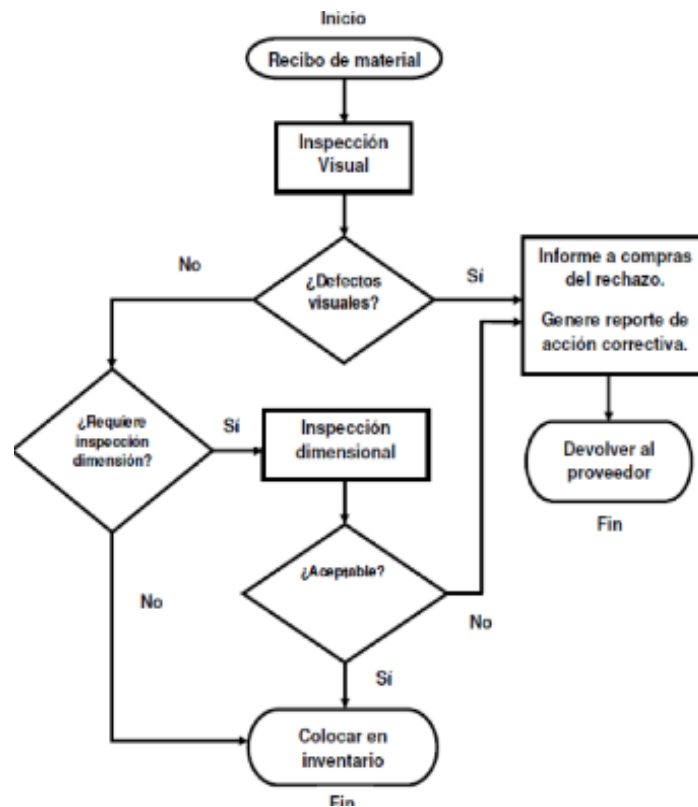 Inicio
Recibo de material
Inspección
Visual
No
¿Defectos
visuales?
Sí
Informe a compras
del rechazo.
Genere reporte de
acción correctiva.
¿Requiere
inspección
dimensión?
Sí
Inspección
dimensional
Devolver al
proveedor
Fin
¿Aceptable?
No
No
Sí
Colocar en
inventario
Fin